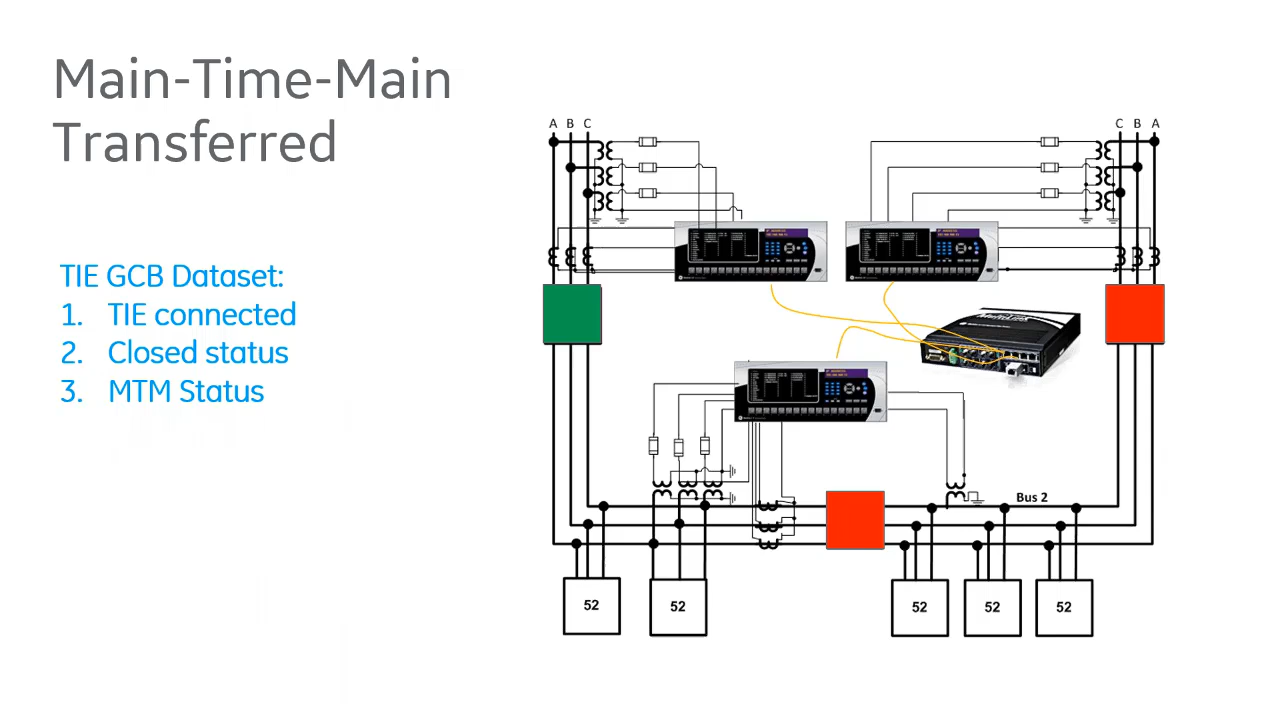 Main-Time-Main
Transferred
A B C
C B A
TIE GCB Dataset:
1. TIE connected
2. Closed status
3. MTM Status
Bus 2
52
52
52
52
52